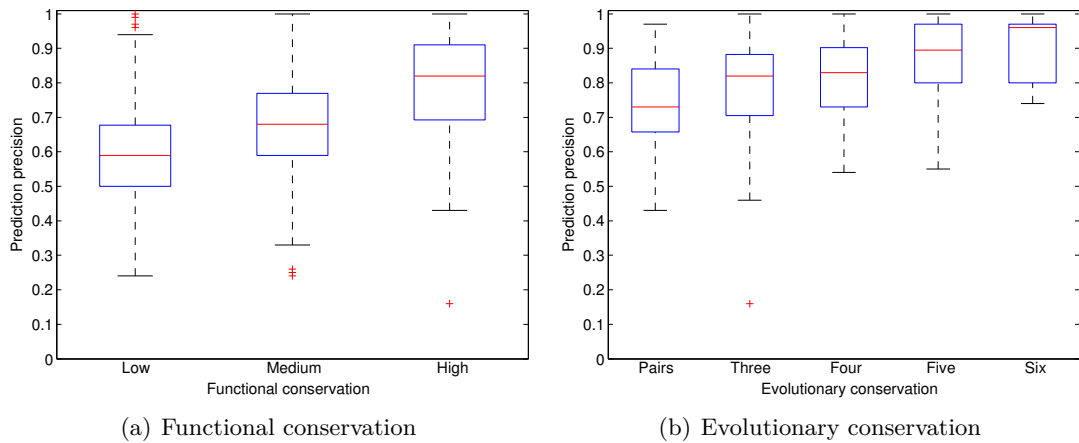 1
0.9
0.8
0.7
0.6
0.5
0.4
0.3
0.2
0.1
0
Prediction precision
Low Medium High
Functional conservation
(a) Functional conservation
1
0.9
0.8
0.7
0.6
0.5
0.4
0.3
0.2
0.1
0
Prediction precision
Pairs Three Four Five Six
Evolutionary conservation
(b) Evolutionary conservation